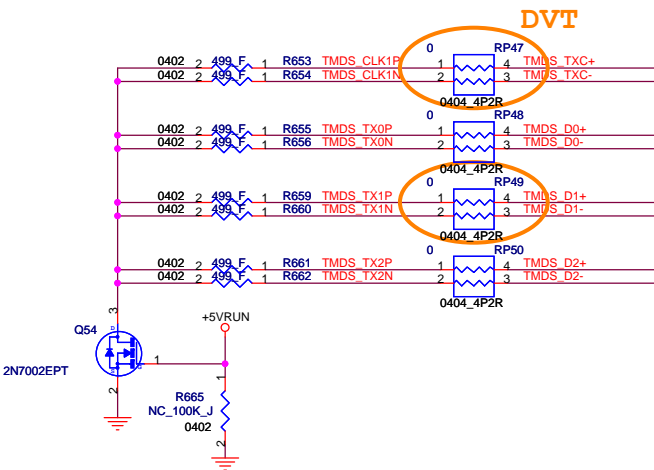 DVT
0 RP47
0402 2 499_F 1 R653 TMDS_CLK1P 1 4 TMDS_TXC+
0402 2 499_F 1 R654 TMDS_CLK1N 2 3 TMDS_TXC-
0404_4P2R
0 RP48
0402 2 499_F 1 R655 TMDS_TX0P 1 4 TMDS_D0+
0402 2 499_F 1 R656 TMDS_TX0N 2 3 TMDS_D0-
0404_4P2R
0 RP49
0402 2 499_F 1 R659 TMDS_TX1P 1 4 TMDS_D1+
0402 2 499_F 1 R660 TMDS_TX1N 2 3 TMDS_D1-
0404_4P2R
0 RP50
0402 2 499_F 1 R661 TMDS_TX2P 1 4 TMDS_D2+
0402 2 499_F 1 R662 TMDS_TX2N 2 3 TMDS_D2-
0404_4P2R
3
+5VRUN
Q54
1
2N7002EPT
2
1
R665
NC_100K_J
0402
2